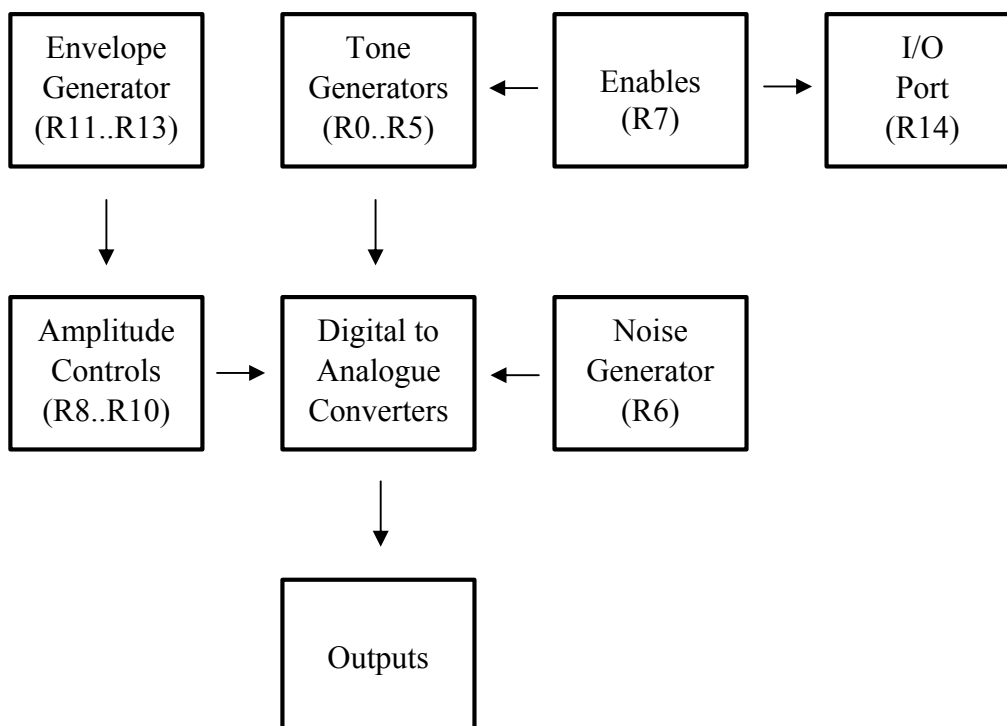 Envelope
Generator
(R11..R13)
Tone
Generators
(R0..R5)
Enables
(R7)
I/O
Port
(R14)
Amplitude
Controls
(R8..R10)
Digital to
Analogue
Converters
Noise
Generator
(R6)
Outputs